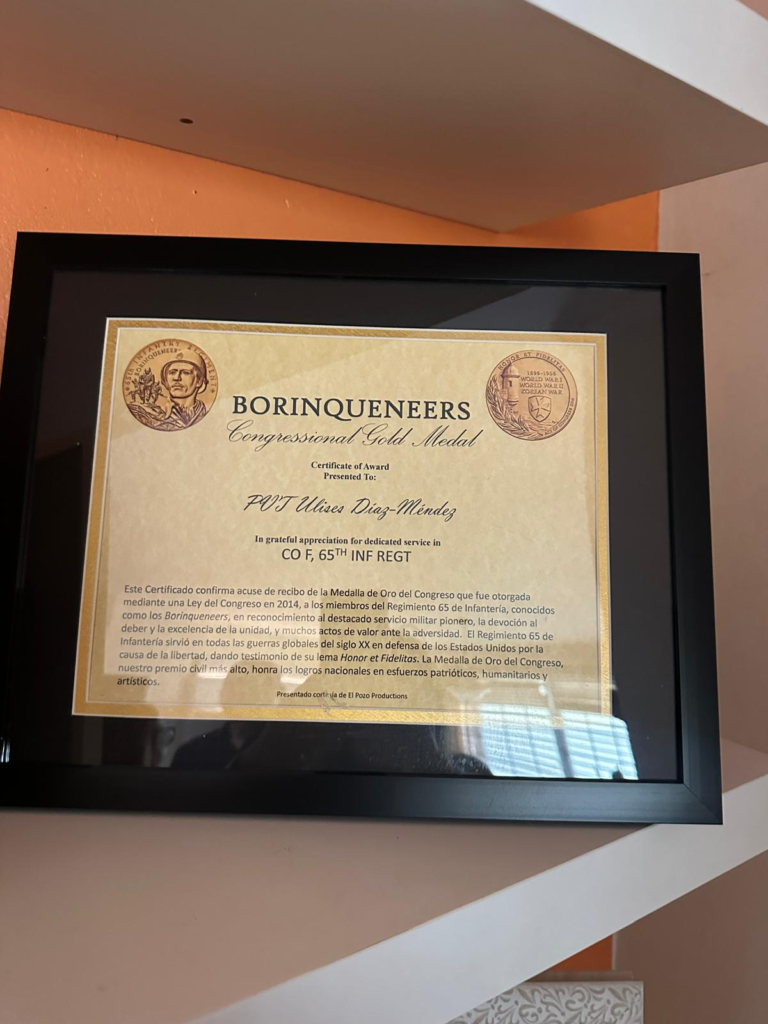 65TH INFANTRY REGIMENT
BORINQUENEERS
HONOR ET FIDELITAS
1899-1956
WORLD WAR I
WORLD WAR II
KOREAN WAR
BORINQUENEERS
Congressional Gold Medal
Certificate of Award
Presented To:
PVT Ulises Díaz-Méndez
In grateful appreciation for dedicated service in
CO F, 65TH INF REGT
Este Certificado confirma acuse de recibo de la Medalla de Oro del Congreso que fue otorgada
mediante una Ley del Congreso en 2014, a los miembros del Regimiento 65 de Infantería, conocidos
como los Borinqueneers, en reconocimiento al destacado servicio militar pionero, la devoción al
deber y la excelencia de la unidad, y muchos actos de valor ante la adversidad. El Regimiento 65 de
Infantería sirvió en todas las guerras globales del siglo XX en defensa de los Estados Unidos por la
causa de la libertad, dando testimonio de su lema Honor et Fidelitas. La Medalla de Oro del Congreso,
nuestro premio civil más alto, honra los logros nacionales en esfuerzos patrióticos, humanitarios y
artísticos.
Presentado cortesía de El Pozo Productions